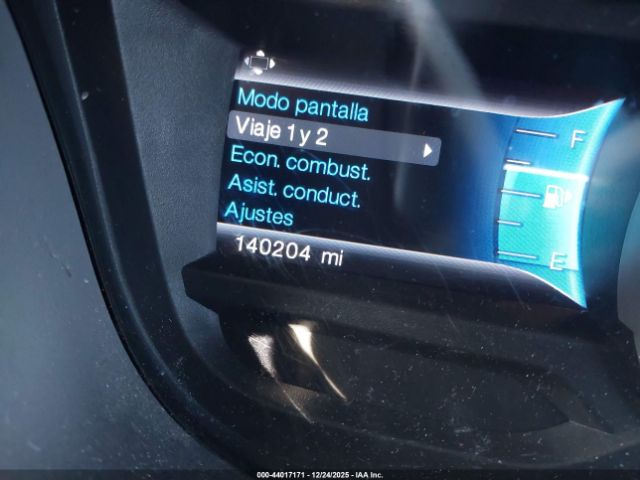 Modo pantalla
Viaje 1 y 2
Econ. combust.
Asist. conduct.
Ajustes
140204 mi
F
E
000-44017171 - 12/24/2025 - IAA Inc.